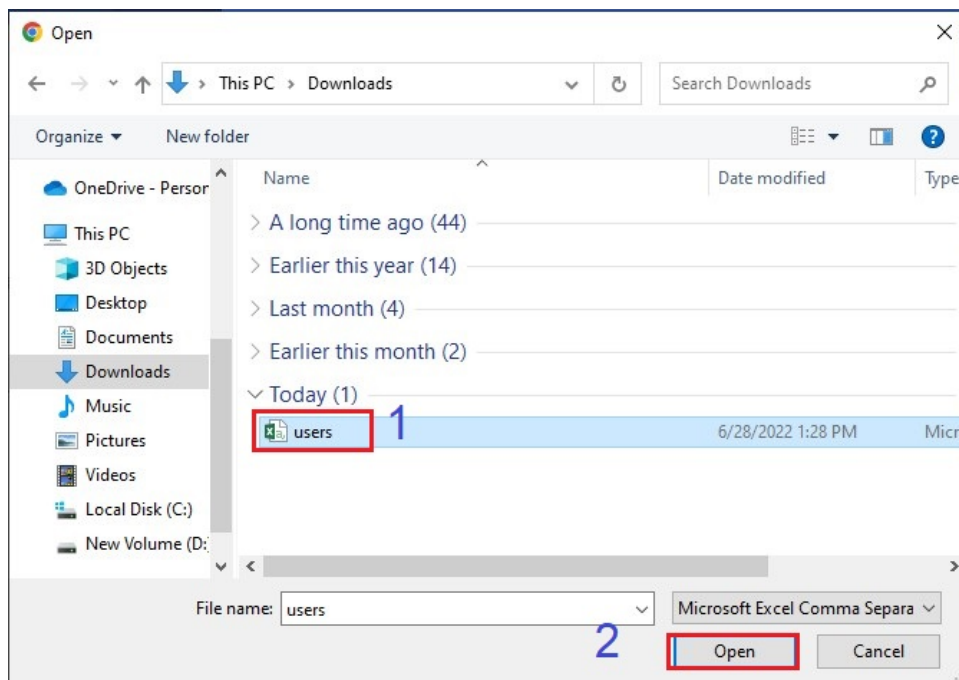 Open
This PC > Downloads
Search Downloads
Organize
New folder
Name
Date modified
Type
OneDrive - Person
This PC
3D Objects
Desktop
Documents
Downloads
Music
Pictures
Videos
Local Disk (C:)
New Volume (D:
A long time ago (44)
Earlier this year (14)
Last month (4)
Earlier this month (2)
Today (1)
users 1 6/28/2022 1:28 PM Micr
File name: users Microsoft Excel Comma Separa
2 Open Cancel